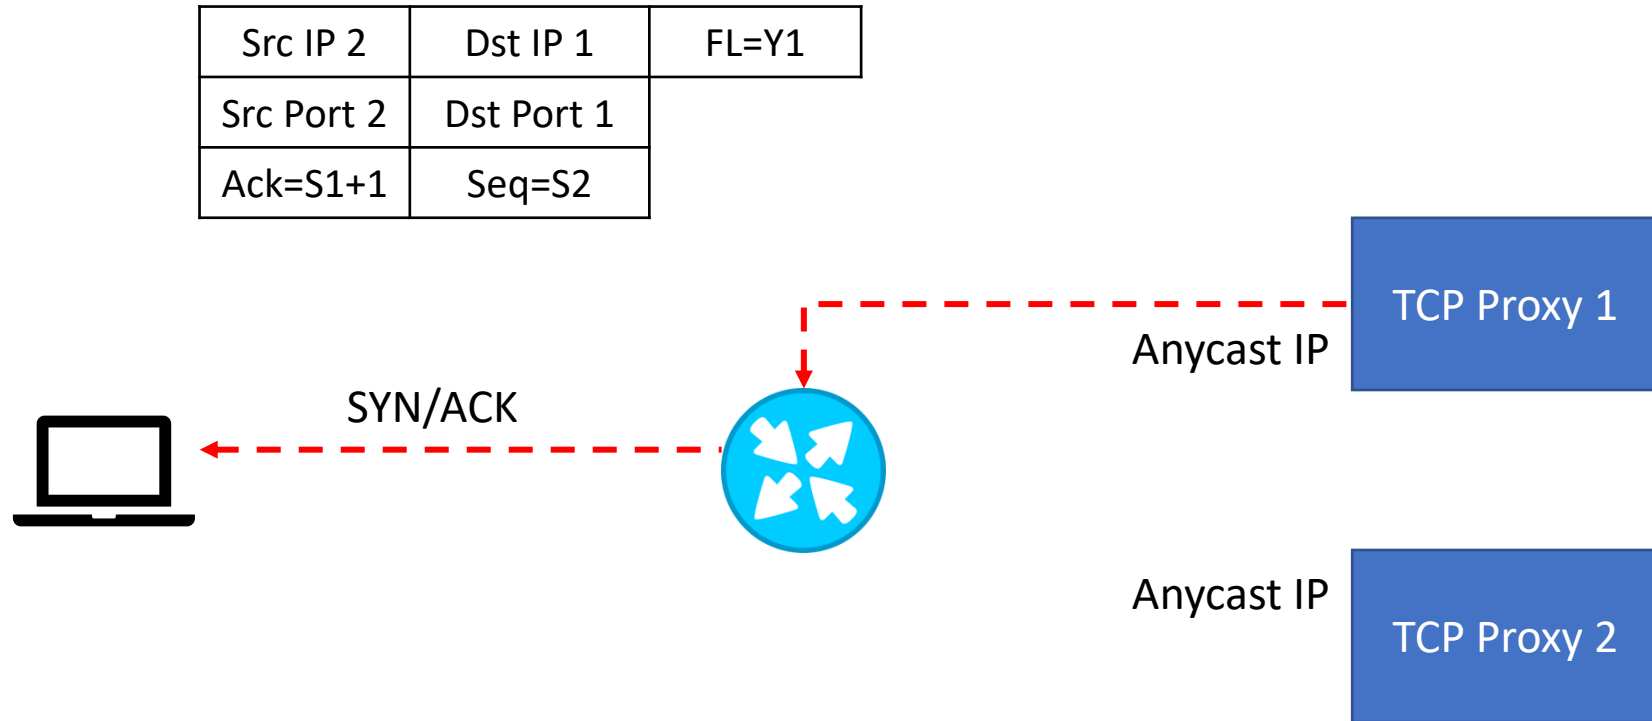 Src IP 2 Dst IP 1 FL=Y1
Src Port 2 Dst Port 1
Ack=S1+1 Seq=S2
TCP Proxy 1
Anycast IP
SYN/ACK
Anycast IP
TCP Proxy 2